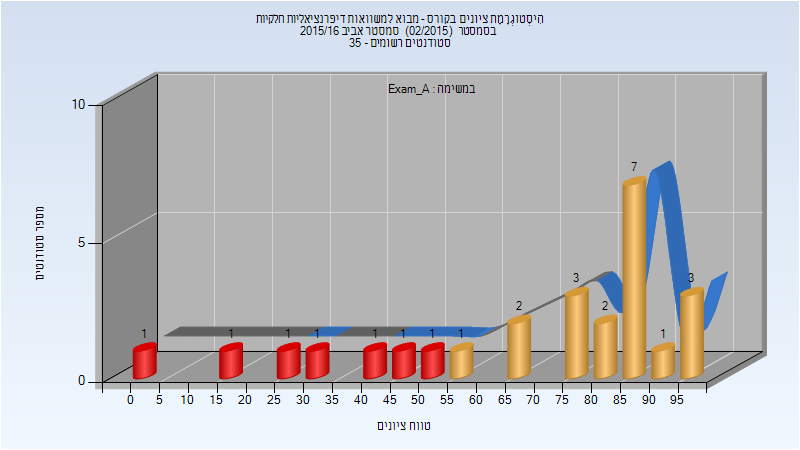 היסטוגרמת ציונים בקורס - מבוא למשוואות דיפרנציאליות חלקיות
בסמסטר (02/2015) סמסטר אביב 2015/16
סטודנטים רשומים - 35
במשימה : Exam_A
מספר סטודנטים
10
5
0
1 1 1 1 1 1 1 1 2 3 2 7 1 3
0 5 10 15 20 25 30 35 40 45 50 55 60 65 70 75 80 85 90 95
טווח ציונים